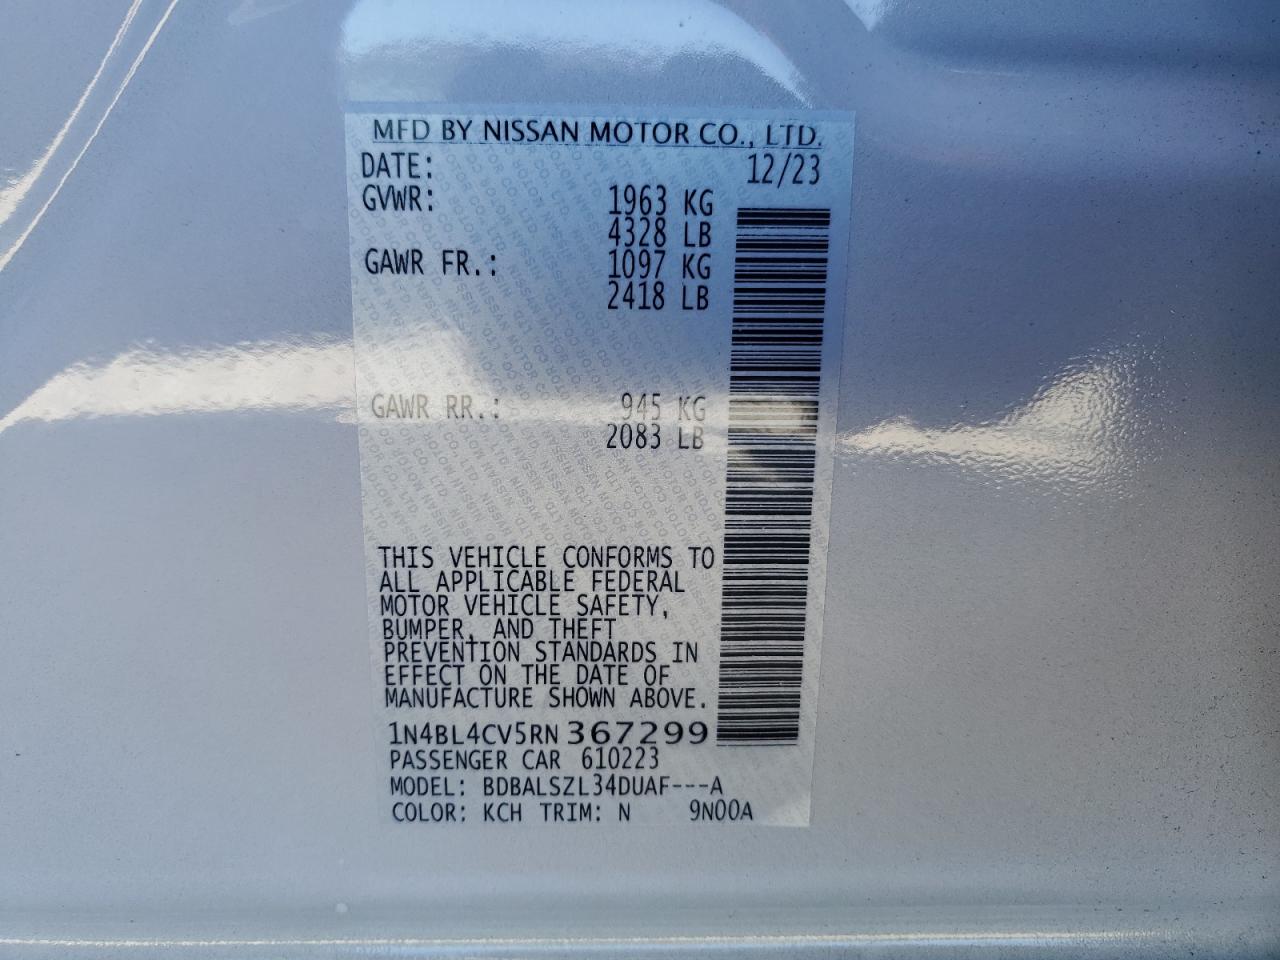 MFD BY NISSAN MOTOR CO., LTD.
DATE: 12/23
GVWR: 1963 KG
4328 LB
GAWR FR.: 1097 KG
2418 LB
GAWR RR.: 945 KG
2083 LB
THIS VEHICLE CONFORMS TO
ALL APPLICABLE FEDERAL
MOTOR VEHICLE SAFETY,
BUMPER, AND THEFT
PREVENTION STANDARDS IN
EFFECT ON THE DATE OF
MANUFACTURE SHOWN ABOVE.
1N4BL4CV5RN367299
PASSENGER CAR 610223
MODEL: BDBALSZL34DUAF---A
COLOR: KCH TRIM: N 9N00A